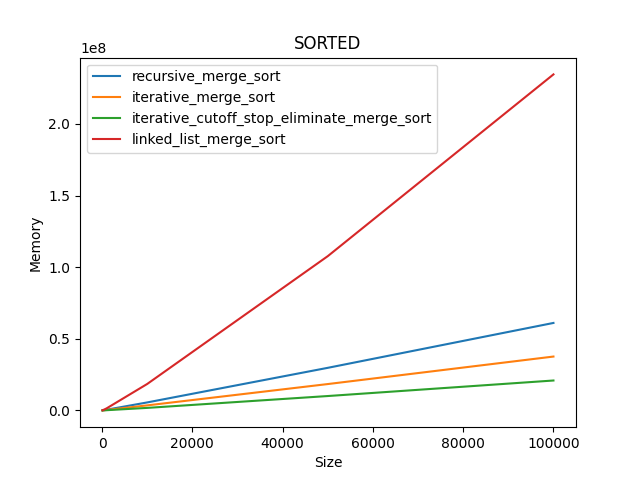 SORTED
1e8
recursive_merge_sort
iterative_merge_sort
iterative_cutoff_stop_eliminate_merge_sort
linked_list_merge_sort
2.0
1.5
1.0
0.5
0.0
Memory
0 20000 40000 60000 80000 100000
Size